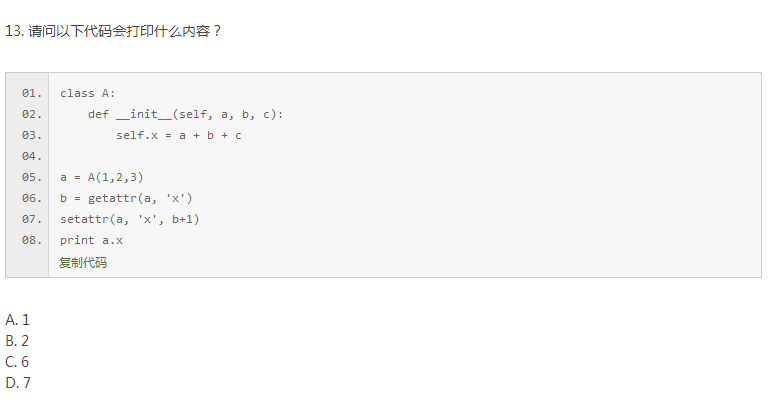 13. 请问以下代码会打印什么内容？
01. class A:
02.     def __init__(self, a, b, c):
03.         self.x = a + b + c
04.
05. a = A(1,2,3)
06. b = getattr(a, 'x')
07. setattr(a, 'x', b+1)
08. print a.x
复制代码
A. 1
B. 2
C. 6
D. 7